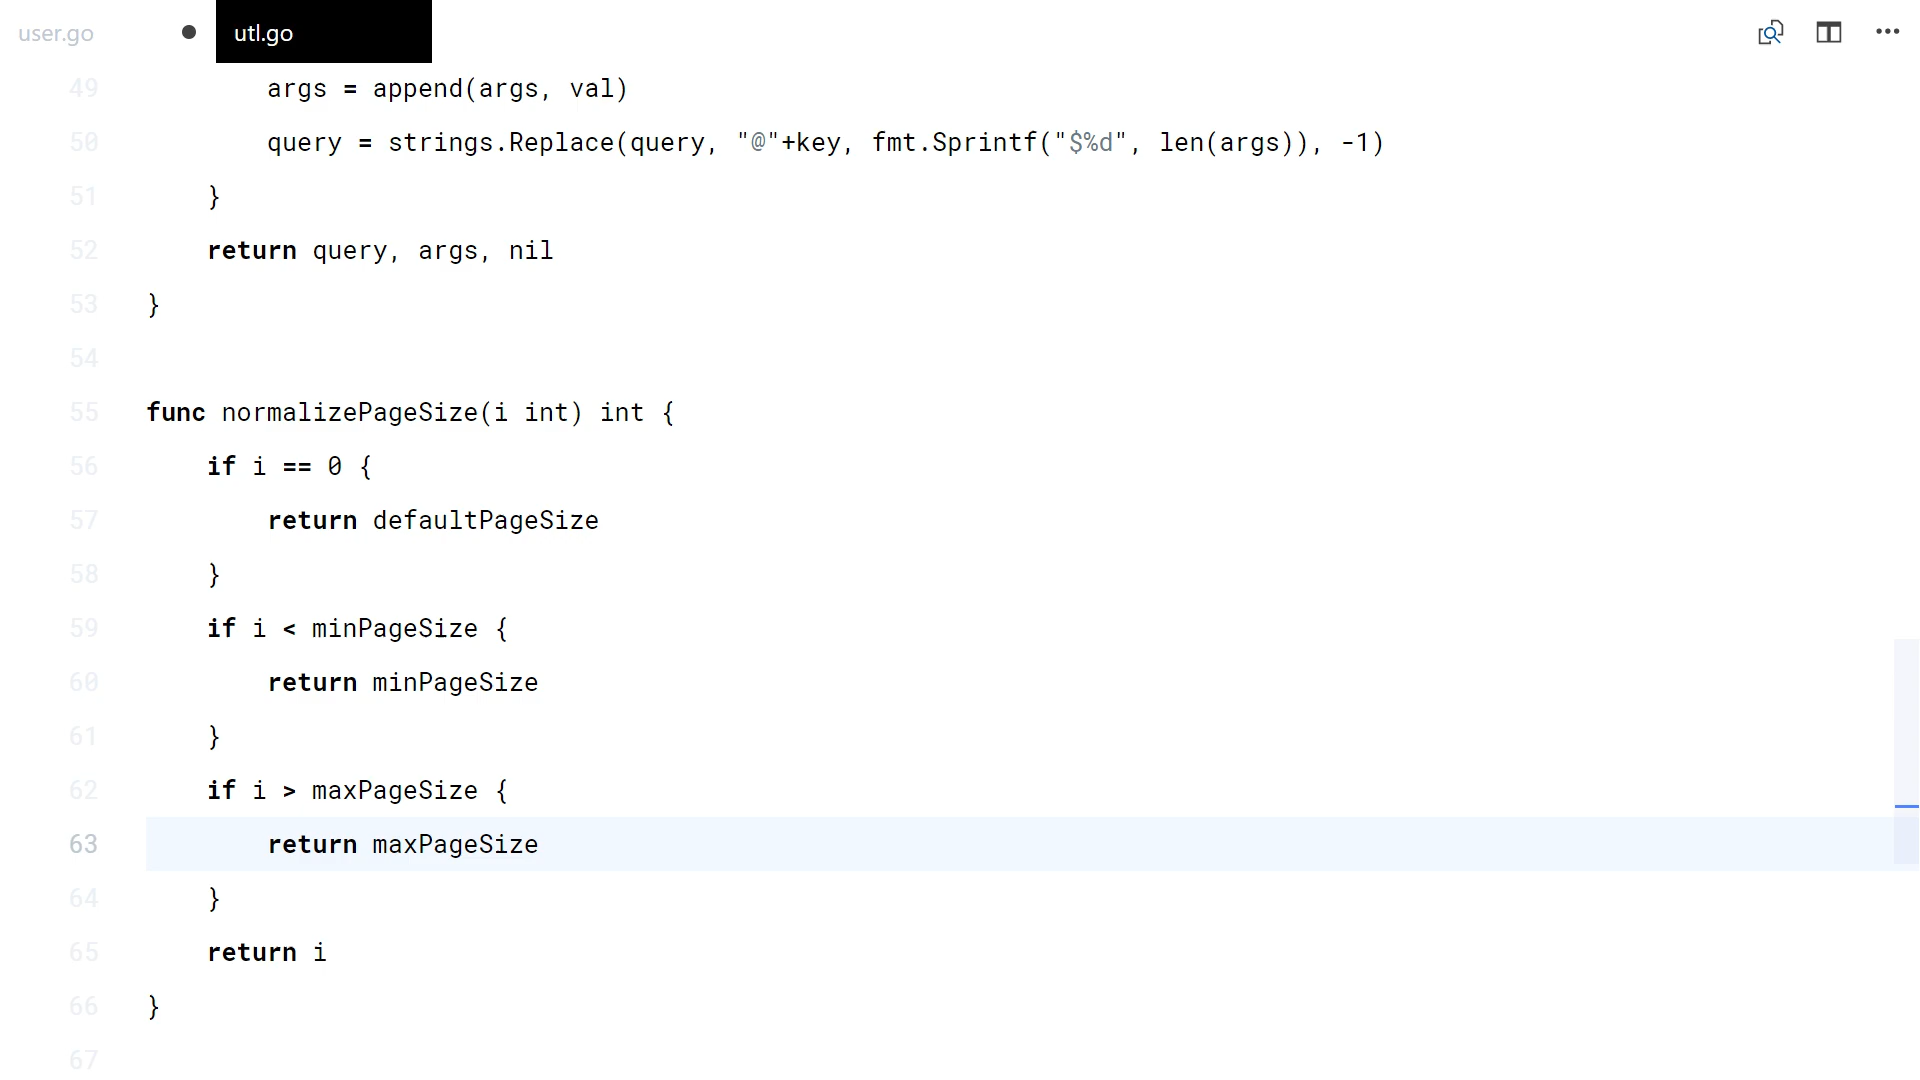 user.go
utl.go
49 args = append(args, val)
50 query = strings.Replace(query, "@"+key, fmt.Sprintf("$%d", len(args)), -1)
51 }
52 return query, args, nil
53 }
54
55 func normalizePageSize(i int) int {
56 if i == 0 {
57 return defaultPageSize
58 }
59 if i < minPageSize {
60 return minPageSize
61 }
62 if i > maxPageSize {
63 return maxPageSize
64 }
65 return i
66 }
67